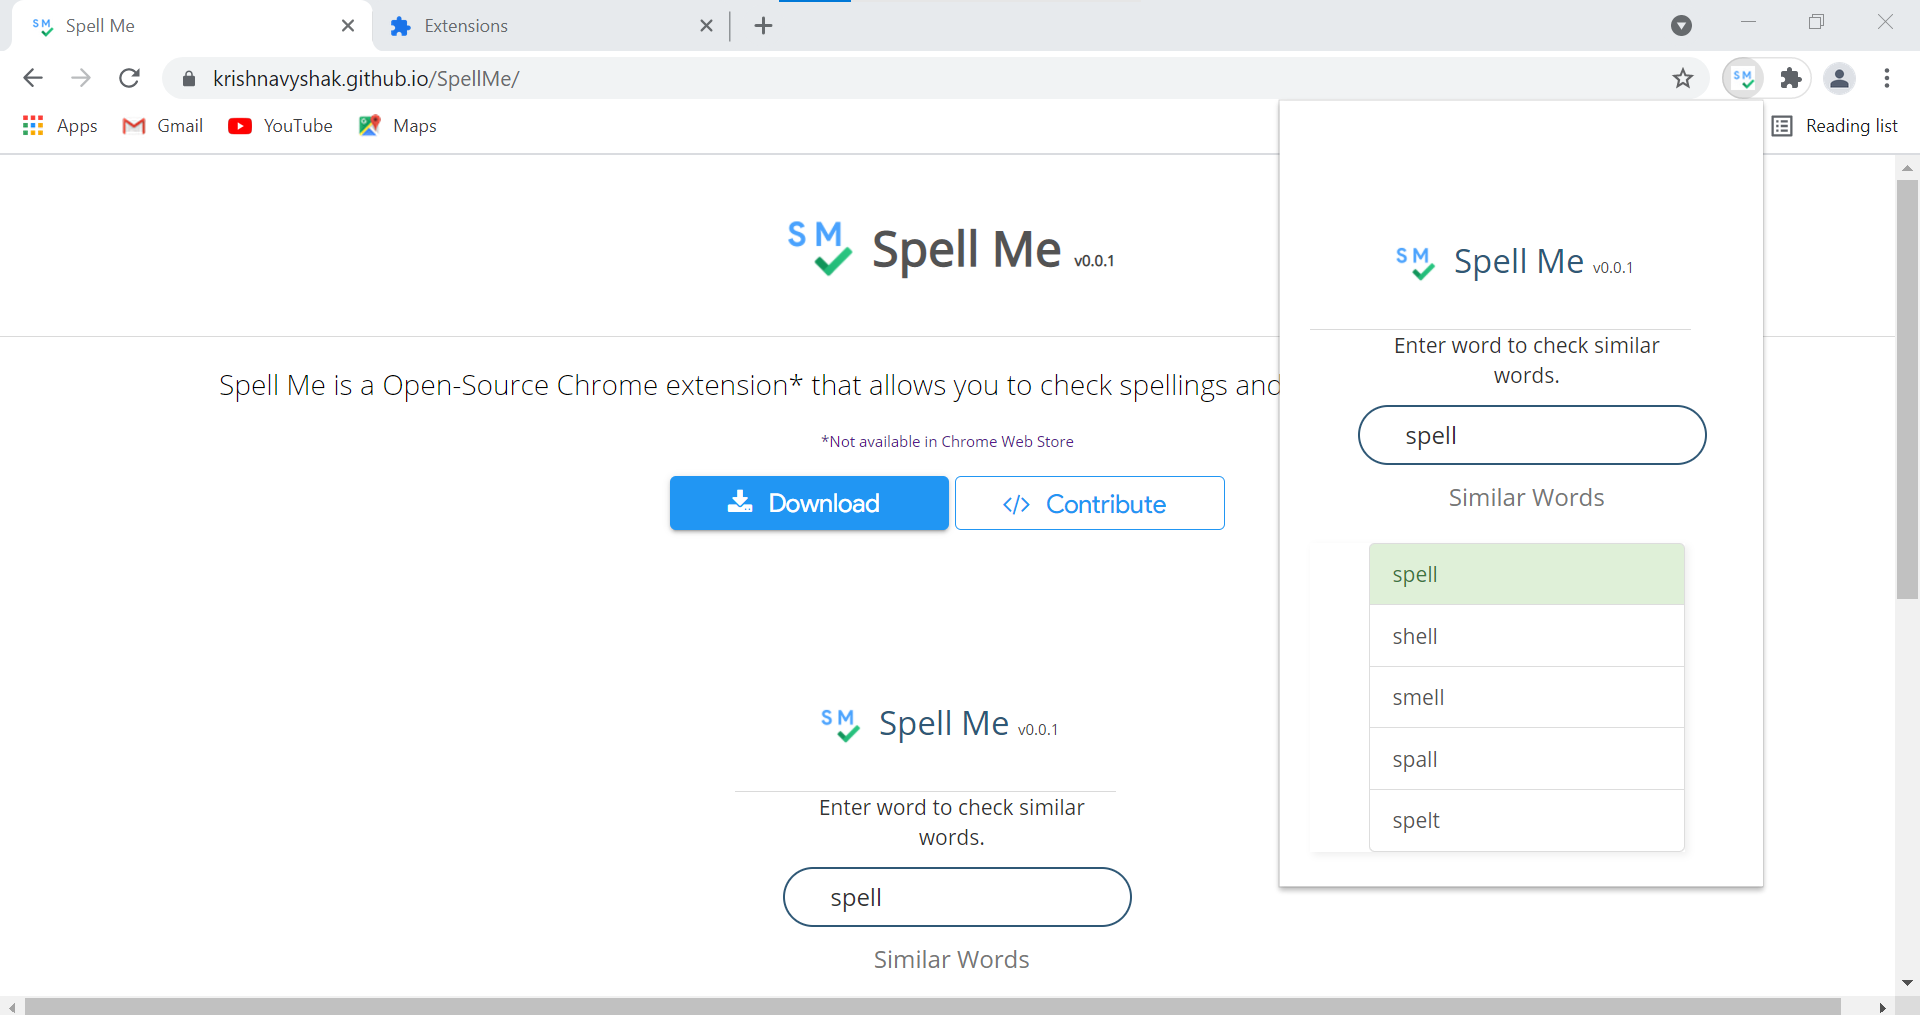 SM Spell Me
Extensions
krishnavyshak.github.io/SpellMe/
SM
Apps
Gmail
YouTube
Maps
Reading list
SM Spell Me v0.0.1
Spell Me is a Open-Source Chrome extension* that allows you to check spellings and
*Not available in Chrome Web Store
Download
</> Contribute
SM Spell Me v0.0.1
Enter word to check similar
words.
spell
Similar Words
SM Spell Me v0.0.1
Enter word to check similar
words.
spell
Similar Words
spell
shell
smell
spall
spelt